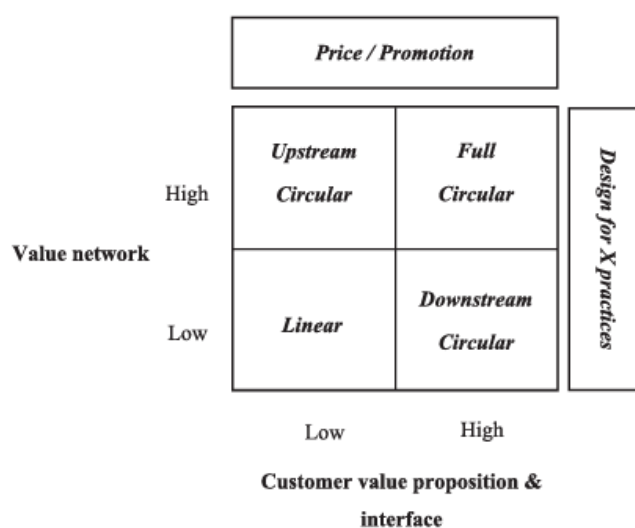 Price / Promotion
Upstream
Circular
Full
Circular
High
Value network
Low
Linear
Downstream
Circular
Design for X practices
Low
High
Customer value proposition &
interface